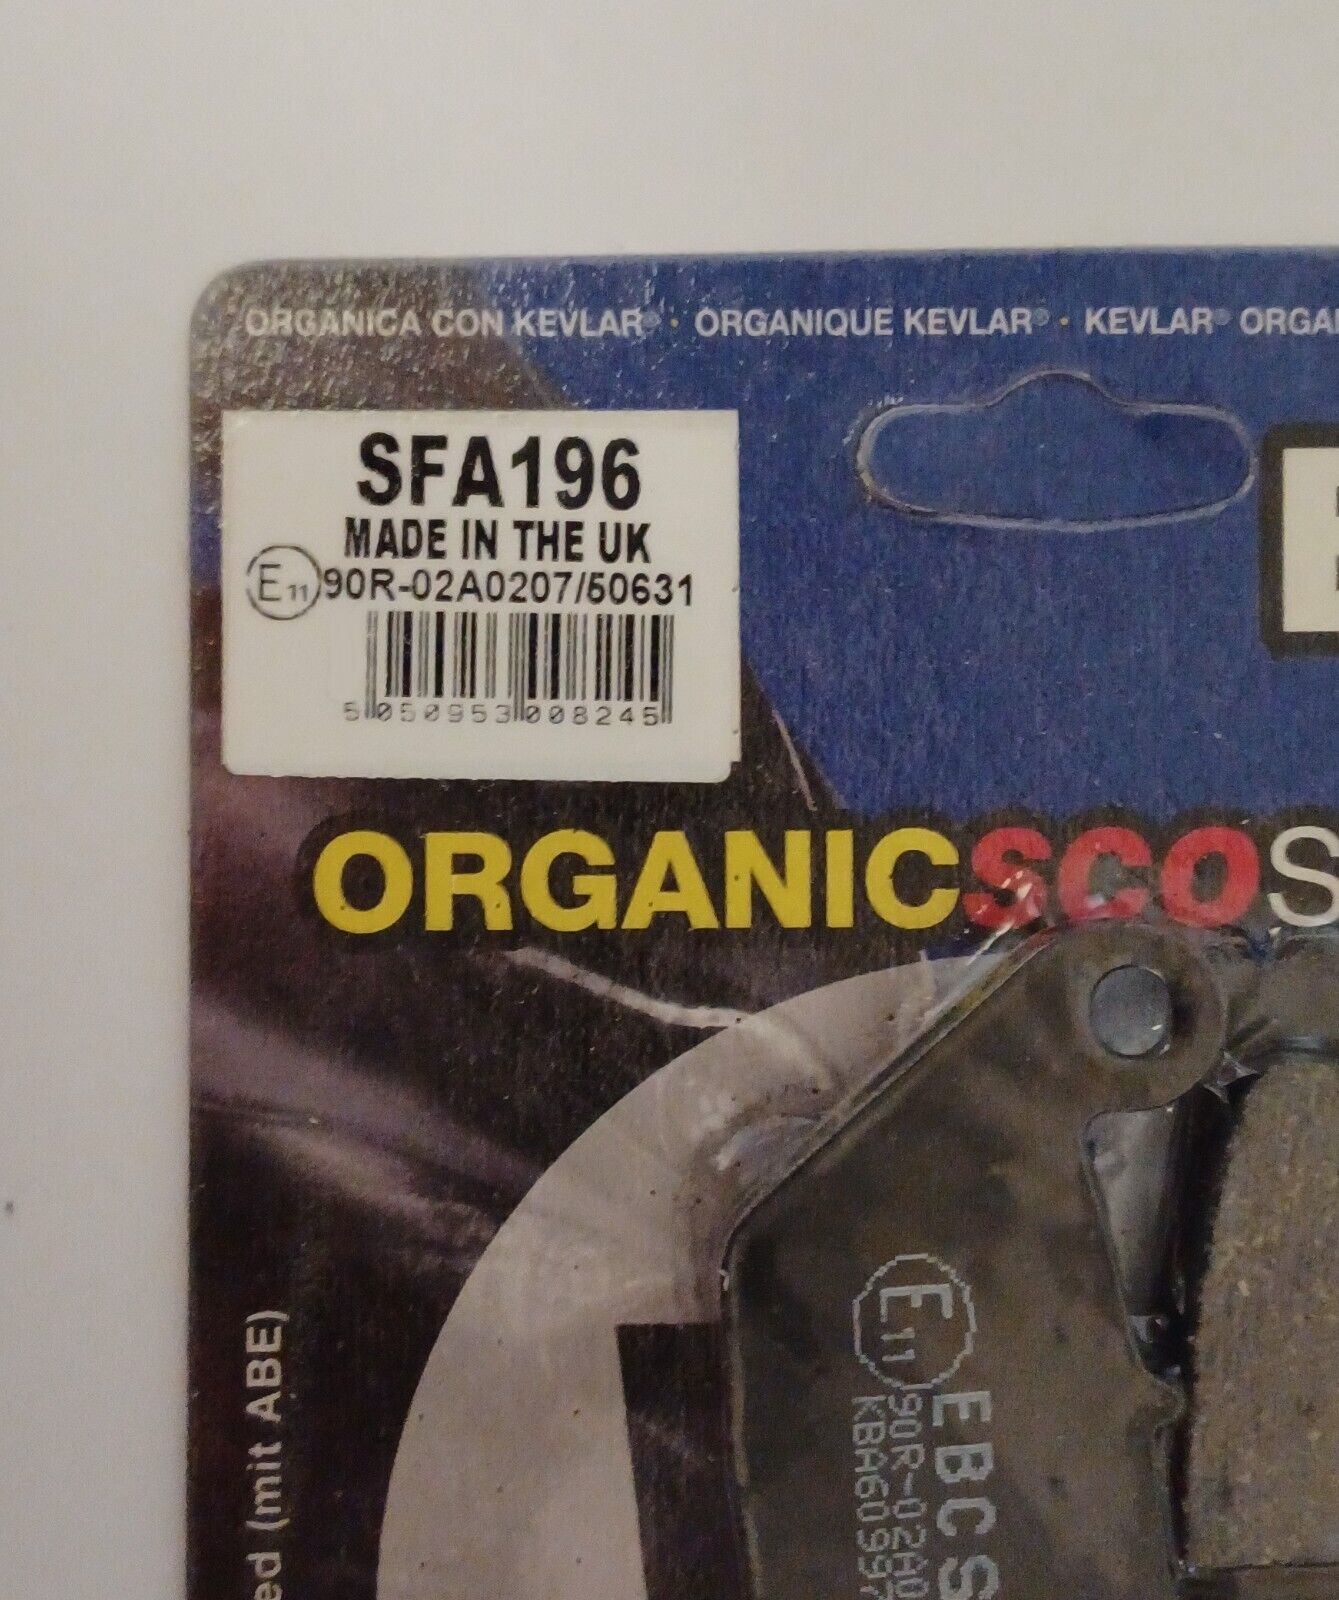 ORGANICA CON KEVLAR® · ORGANIQUE KEVLAR® · KEVLAR® ORGA
SFA196
MADE IN THE UK
E11 90R-02A0207/50631
5 050953 008245
ORGANICSCOS
E11
EBCS
90R-02A0
KBA60997
ed (mit ABE)